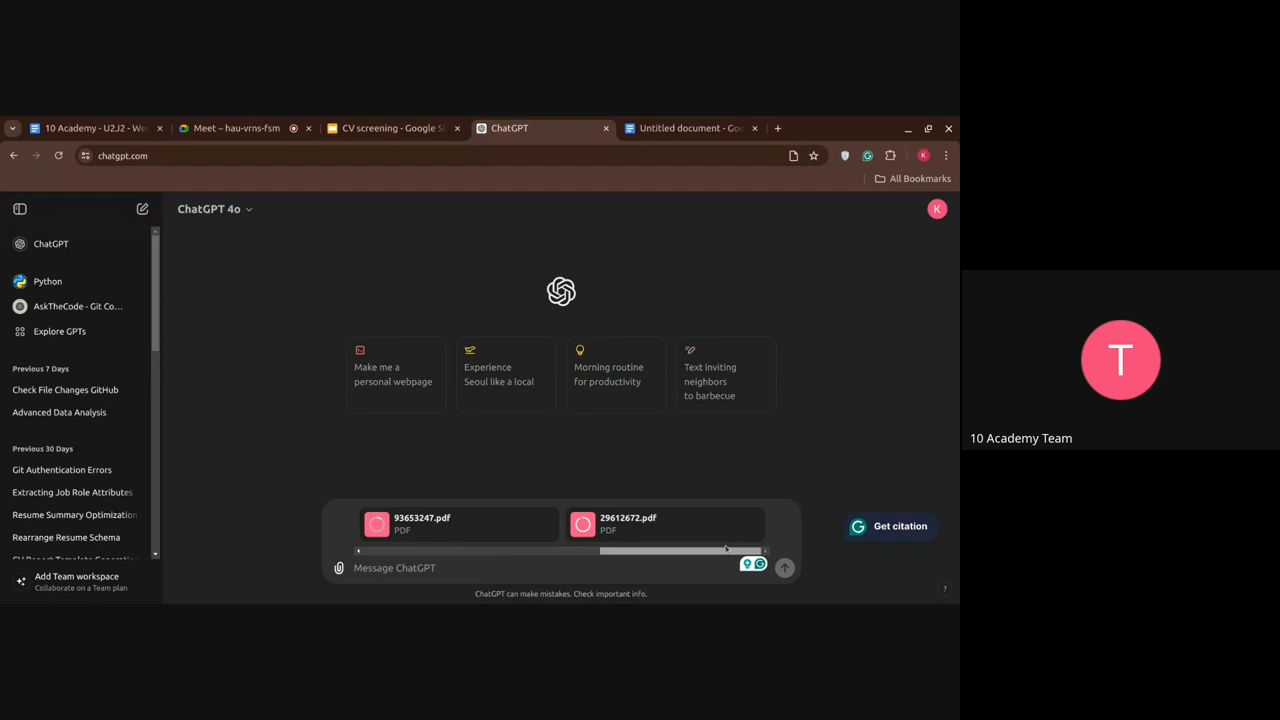 10 Academy - U2J2 - We
Meet – hau-vrns-fsm
CV screening - Google Sl
ChatGPT
Untitled document - Goo
chatgpt.com
K
All Bookmarks
ChatGPT 4o
K
ChatGPT
Python
AskTheCode - Git Co...
Explore GPTs
Previous 7 Days
Check File Changes GitHub
Advanced Data Analysis
Previous 30 Days
Git Authentication Errors
Extracting Job Role Attributes
Resume Summary Optimization
Rearrange Resume Schema
Add Team workspace
Collaborate on a Team plan
Make me a
personal webpage
Experience
Seoul like a local
Morning routine
for productivity
Text inviting
neighbors
to barbecue
93653247.pdf
PDF
29612672.pdf
PDF
Message ChatGPT
Get citation
ChatGPT can make mistakes. Check important info.
?
T
10 Academy Team